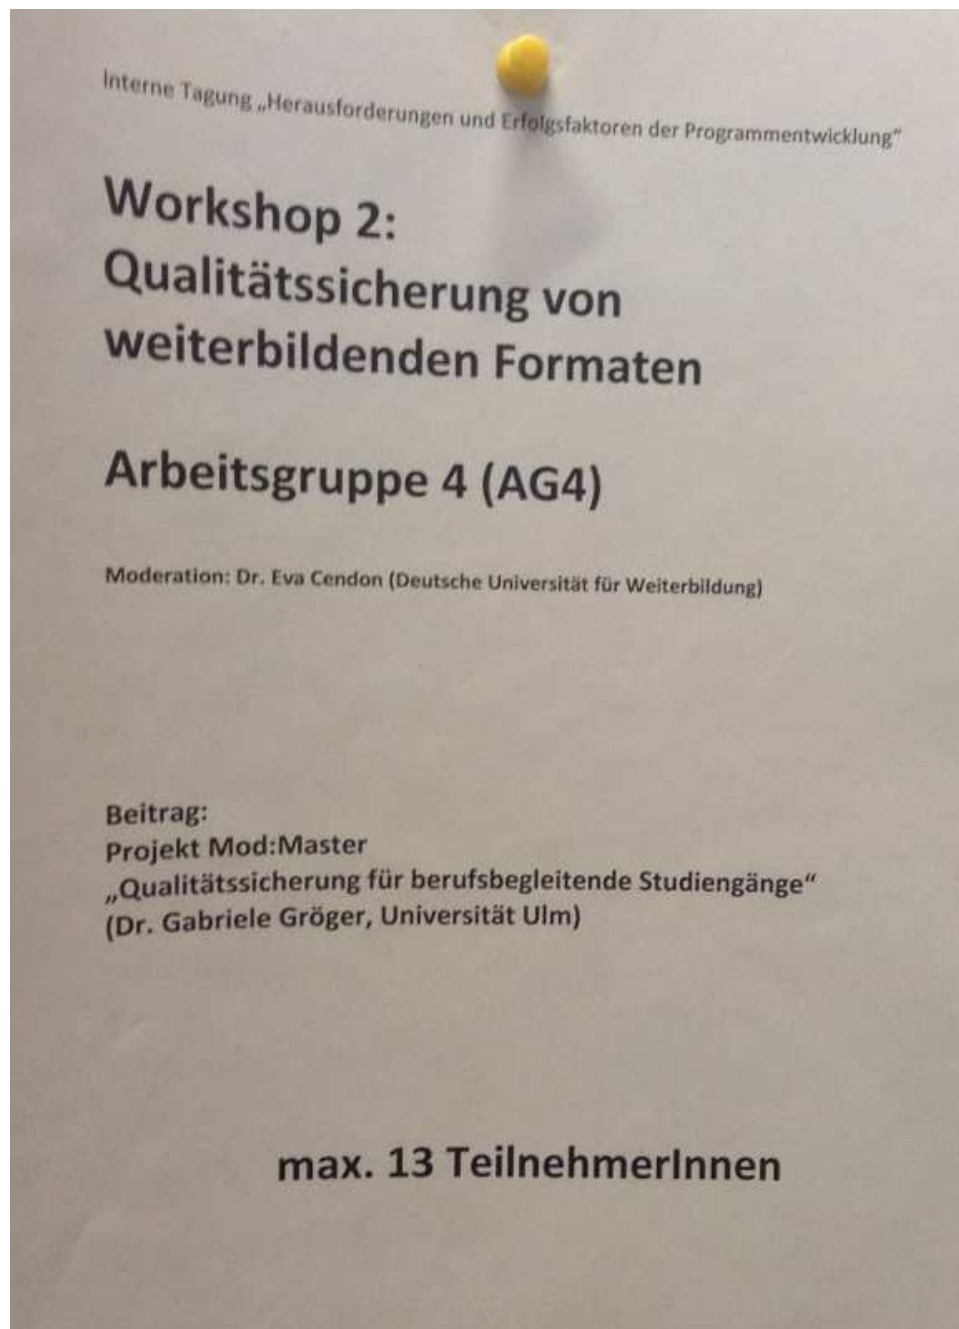 Interne Tagung „Herausforderungen und Erfolgsfaktoren der Programmentwicklung“
Workshop 2:
Qualitätssicherung von
weiterbildenden Formaten
Arbeitsgruppe 4 (AG4)
Moderation: Dr. Eva Cendon (Deutsche Universität für Weiterbildung)
Beitrag:
Projekt Mod:Master
„Qualitätssicherung für berufsbegleitende Studiengänge“
(Dr. Gabriele Gröger, Universität Ulm)
max. 13 TeilnehmerInnen